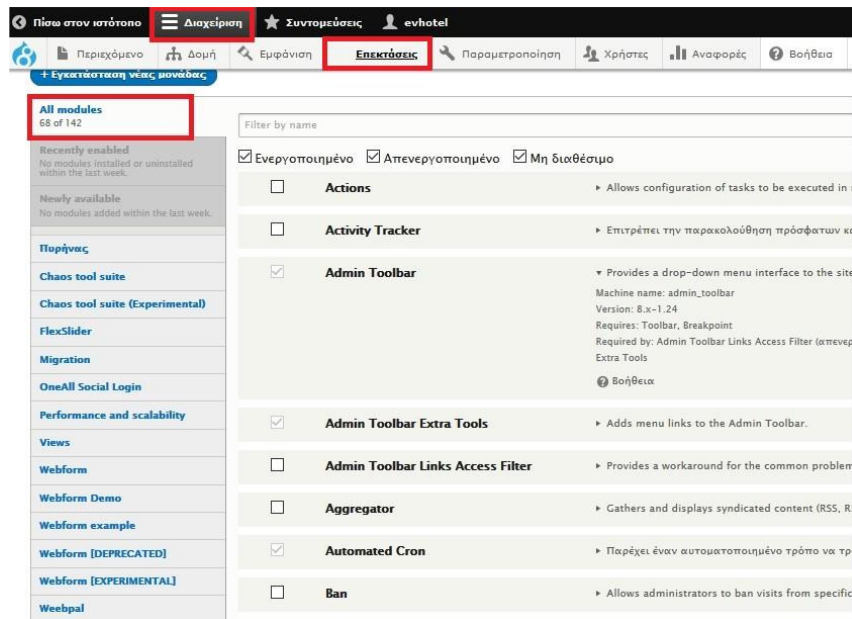 Πίσω στον ιστότοπο Διαχείριση Συντομεύσεις evhotel
Περιεχόμενο Δομή Εμφάνιση Επεκτάσεις Παραμετροποίηση Χρήστες Αναφορές Βοήθεια
+ Εγκατάσταση νέας μονάδας
All modules
68 of 142
Recently enabled
No modules installed or uninstalled
within the last week.
Newly available
No modules added within the last week.
Πυρήνας
Chaos tool suite
Chaos tool suite (Experimental)
FlexSlider
Migration
OneAll Social Login
Performance and scalability
Views
Webform
Webform Demo
Webform example
Webform [DEPRECATED]
Webform [EXPERIMENTAL]
Weebpal
Filter by name
Ενεργοποιημένο Απενεργοποιημένο Μη διαθέσιμο
Actions Allows configuration of tasks to be executed in
Activity Tracker Επιτρέπει την παρακολούθηση πρόσφατων
Admin Toolbar Provides a drop-down menu interface to the site
Machine name: admin_toolbar
Version: 8.x-1.24
Requires: Toolbar, Breakpoint
Required by: Admin Toolbar Links Access Filter
Extra Tools
Βοήθεια
Admin Toolbar Extra Tools Adds menu links to the Admin Toolbar.
Admin Toolbar Links Access Filter Provides a workaround for the common problem
Aggregator Gathers and displays syndicated content (RSS,
Automated Cron Παρέχει έναν αυτοματοποιημένο τρόπο να
Ban Allows administrators to ban visits from specific